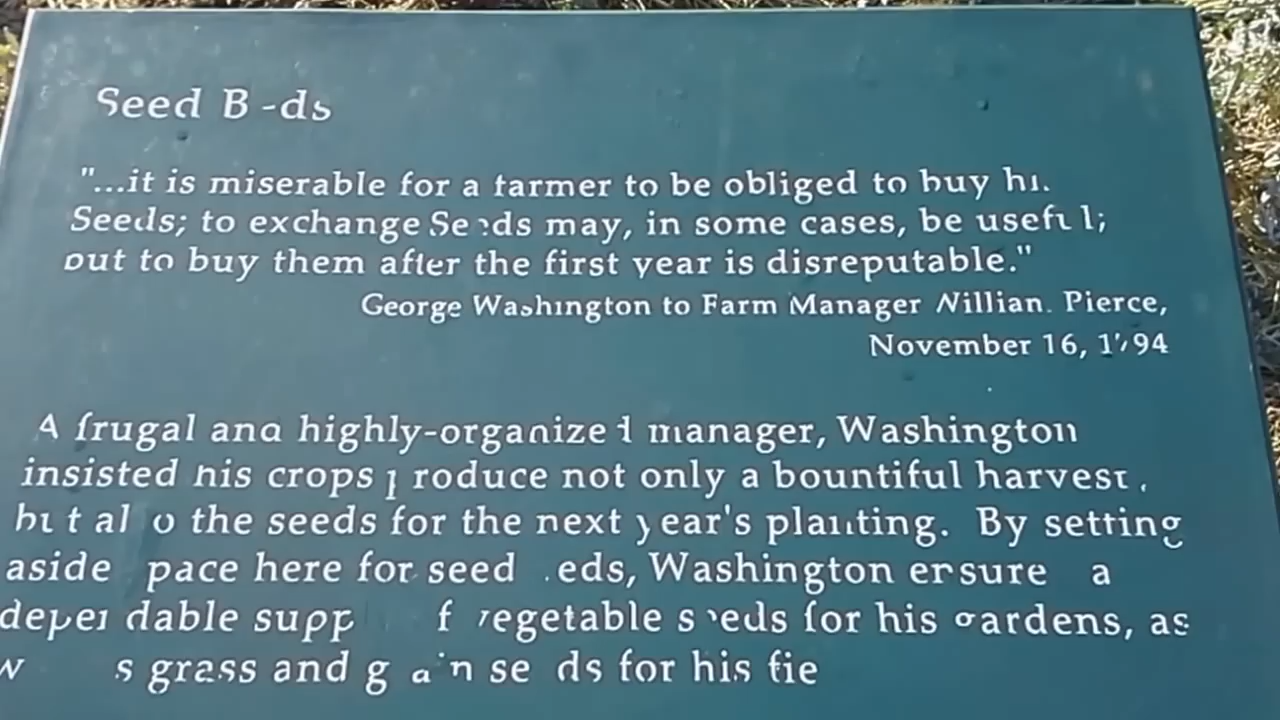 Seed Beds
"...it is miserable for a farmer to be obliged to buy his
Seeds; to exchange Seeds may, in some cases, be useful;
but to buy them after the first year is disreputable."
George Washington to Farm Manager William Pierce,
November 16, 1794
A frugal and highly-organized manager, Washington
insisted his crops produce not only a bountiful harvest,
but also the seeds for the next year's planting. By setting
aside space here for seed beds, Washington ensured a
dependable supply of vegetable seeds for his gardens, as
grass and grain seeds for his